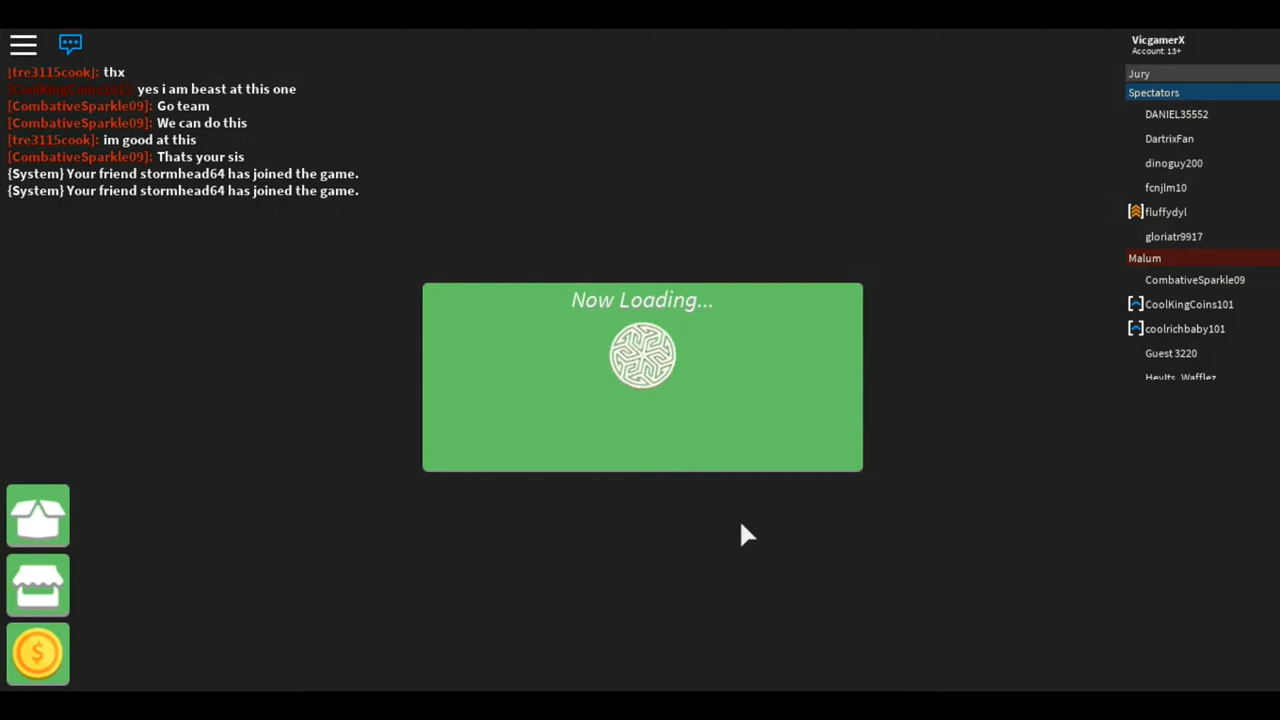 [tre3115cook]: thx
[CoolKingCoins101]: yes i am beast at this one
[CombativeSparkle09]: Go team
[CombativeSparkle09]: We can do this
[tre3115cook]: im good at this
[CombativeSparkle09]: Thats your sis
{System} Your friend stormhead64 has joined the game.
{System} Your friend stormhead64 has joined the game.
Now Loading...
$
VicgamerX
Account: 13+
Jury
Spectators
DANIEL35552
DartrixFan
dinoguy200
fcnjlm10
fluffydyl
gloriatr9917
Malum
CombativeSparkle09
CoolKingCoins101
coolrichbaby101
Guest 3220
HeyIts_Wafflez